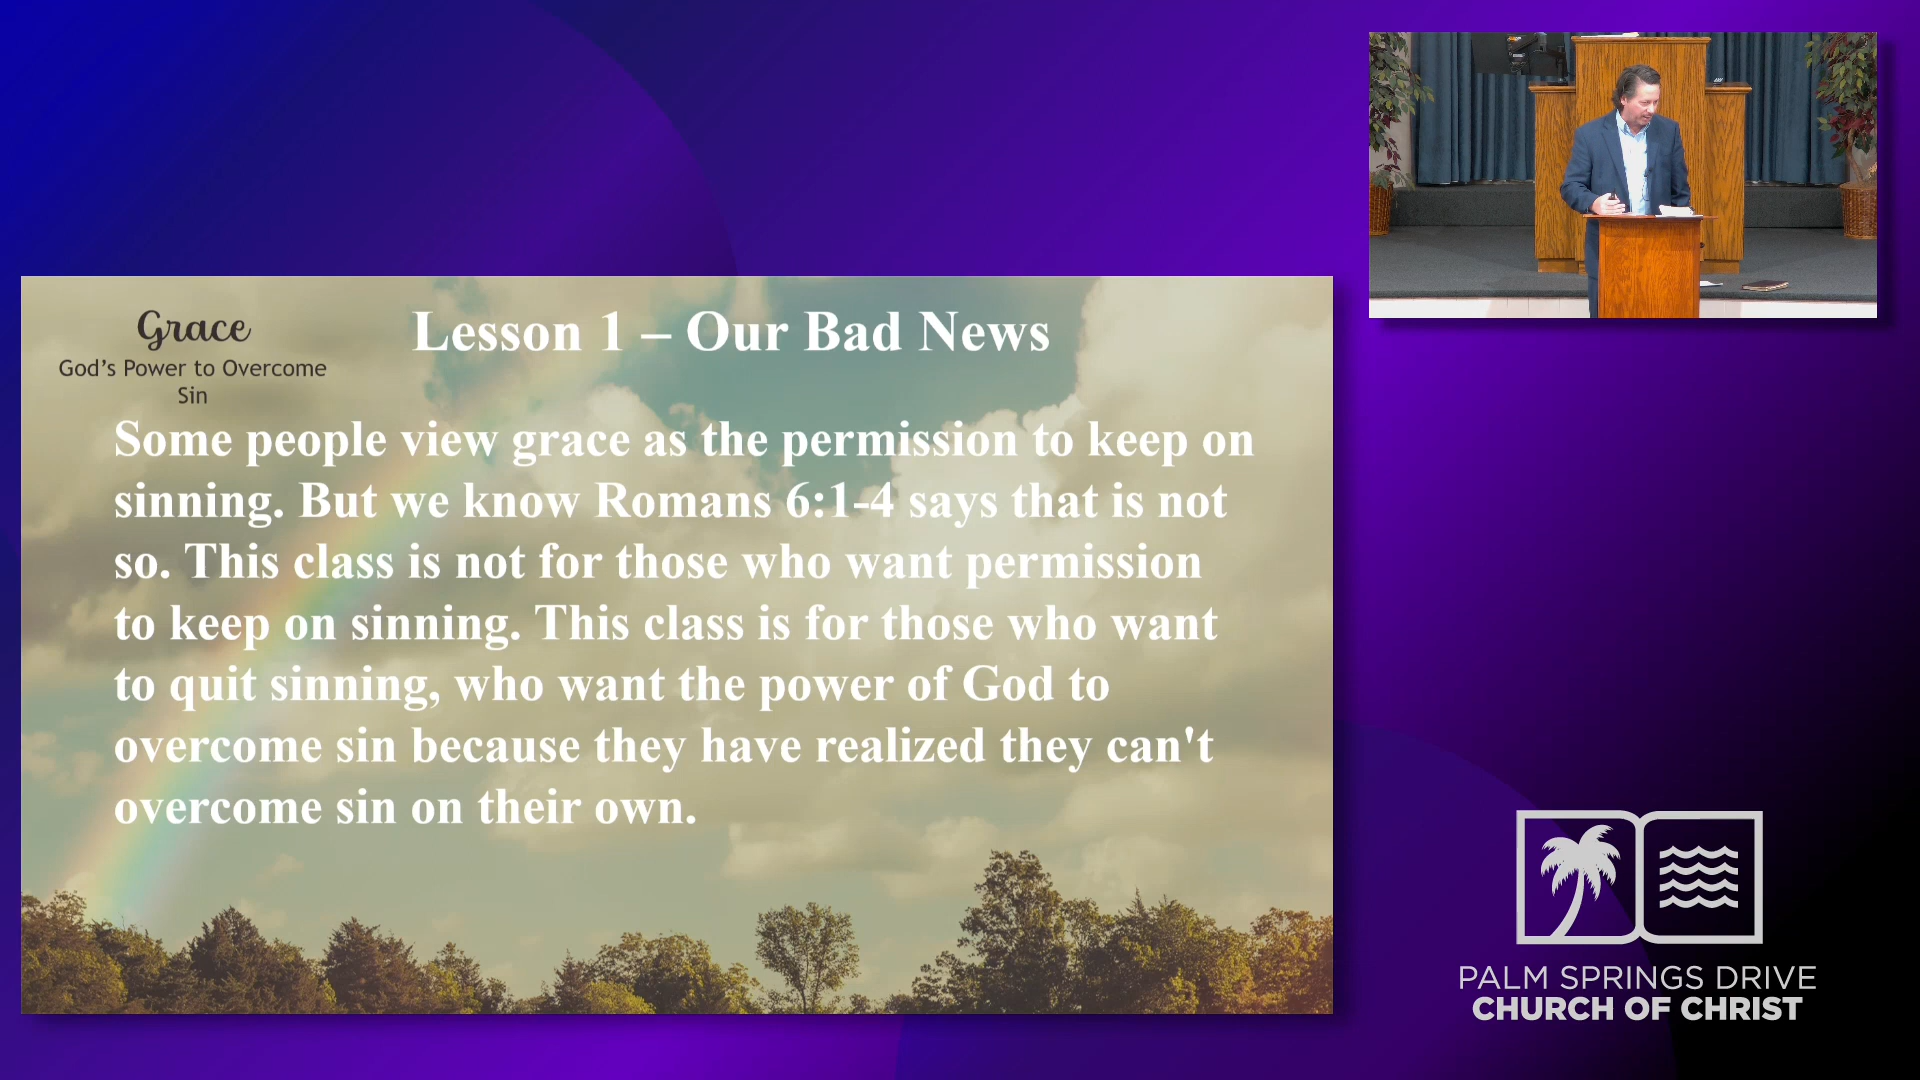 Grace
God's Power to Overcome
Sin
Lesson 1 – Our Bad News
Some people view grace as the permission to keep on
sinning. But we know Romans 6:1-4 says that is not
so. This class is not for those who want permission
to keep on sinning. This class is for those who want
to quit sinning, who want the power of God to
overcome sin because they have realized they can't
overcome sin on their own.
PALM SPRINGS DRIVE
CHURCH OF CHRIST